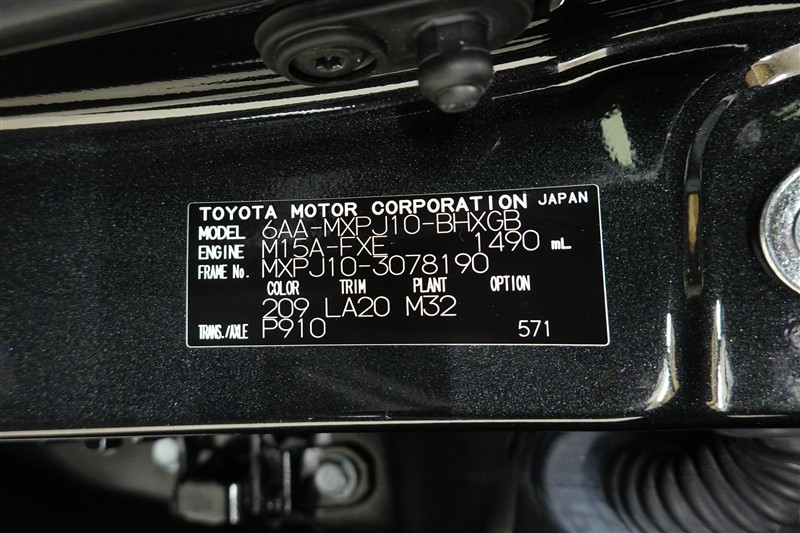 TOYOTA MOTOR CORPORATION JAPAN
MODEL 6AA-MXPJ10-BHXGB
ENGINE M15A-FXE 1490 mL
FRAME No. MXPJ10-3078190
COLOR TRIM PLANT OPTION
209 LA20 M32
TRANS./AXLE P910 571